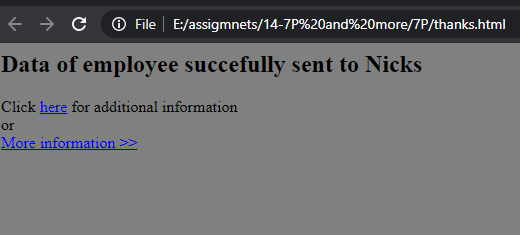 File E:/assigmnets/14-7P%20and%20more/7P/thanks.html
Data of employee succefully sent to Nicks
Click here for additional information
or
More information >>